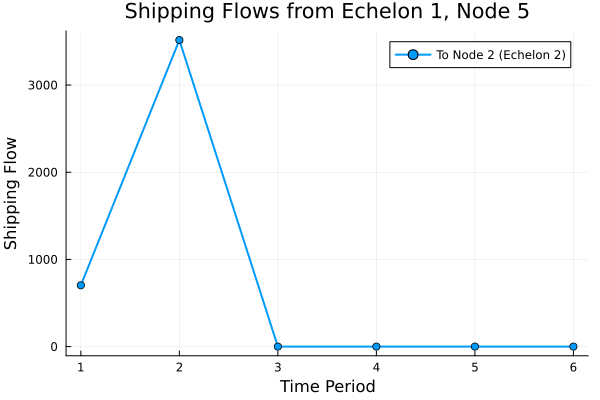 Shipping Flows from Echelon 1, Node 5
To Node 2 (Echelon 2)
Shipping Flow
3000
2000
1000
0
1 2 3 4 5 6
Time Period